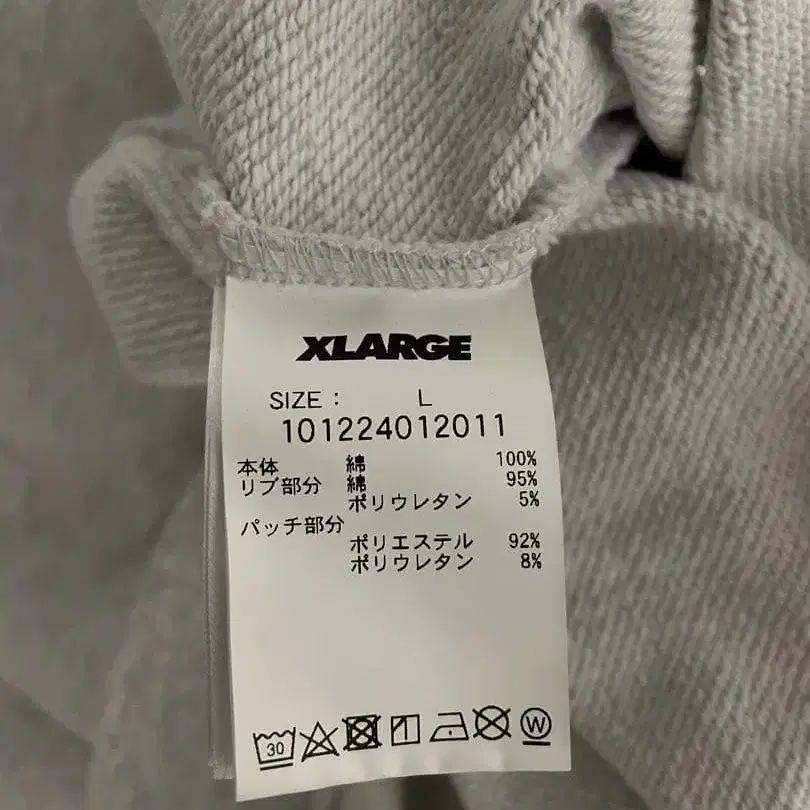 XLARGE
SIZE : L
101224012011
本体 綿 100%
リブ部分 綿 95%
ポリウレタン 5%
パッチ部分
ポリエステル 92%
ポリウレタン 8%
30 W